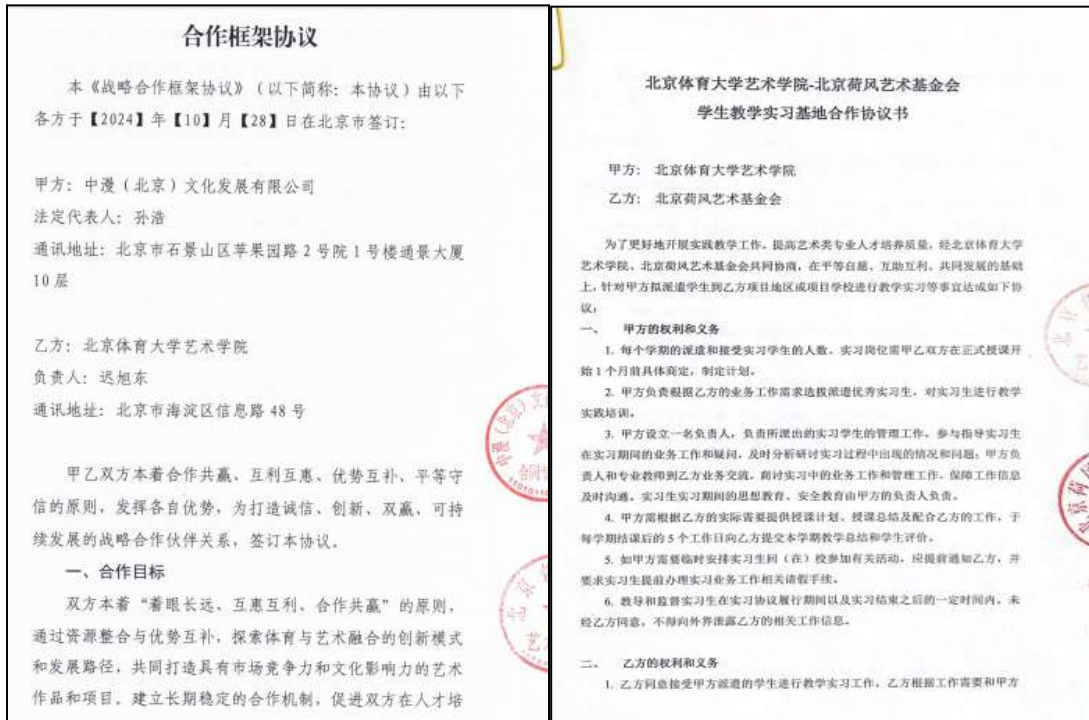 合作框架协议
本《战略合作框架协议》(以下简称:本协议)由以下
各方于【2024】年【10】月【28】日在北京市签订:
甲方:中漫(北京)文化发展有限公司
法定代表人:孙浩
通讯地址:北京市石景山区苹果园路2号院1号楼通景大厦
10层
乙方:北京体育大学艺术学院
负责人:迟旭东
通讯地址:北京市海淀区信息路48号
甲乙双方本着合作共赢、互利互惠、优势互补、平等守
信的原则,发挥各自优势,为打造诚信、创新、双赢、可持
续发展的战略合作伙伴关系,签订本协议。
一、合作目标
双方本着“着眼长远、互惠互利、合作共赢”的原则,
通过资源整合与优势互补,探索体育与艺术融合的创新模式
和发展路径,共同打造具有市场竞争力和文化影响力的艺术
作品和项目。建立长期稳定的合作机制,促进双方在人才培
北京体育大学艺术学院-北京荷风艺术基金会
学生教学实习基地合作协议书
甲方:北京体育大学艺术学院
乙方:北京荷风艺术基金会
为了更好地开展实践教学工作,提高艺术类专业人才培养质量,经北京体育大学
艺术学院、北京荷风艺术基金会共同协商,在平等自愿、互助互利、共同发展的基础
上,针对甲方拟派遣学生到乙方项目地区或项目学校进行教学实习等事宜达成如下协
议:
一、 甲方的权利和义务
1. 每个学期的派遣和接受实习学生的人数、实习岗位需甲乙双方在正式授课开
始1个月前具体商定,制定计划。
2. 甲方负责根据乙方的业务工作需求选拔派遣优秀实习生,对实习生进行教学
实践培训。
3. 甲方设立一名负责人,负责所派出的实习学生的管理工作,参与指导实习生
在实习期间的业务工作和疑问,及时分析研讨实习过程中出现的情况和问题;甲方负
责人和专业教师到乙方业务交流,商讨实习中的业务工作和管理工作,保障工作信息
及时沟通。实习生实习期间的思想教育、安全教育由甲方的负责人负责。
4. 甲方需根据乙方的实际需要提供授课计划、授课总结及配合乙方的工作,于
每学期结课后的5个工作日向乙方提交本学期教学总结和学生评价。
5. 如甲方需要临时安排实习生回(在)校参加有关活动,应提前通知乙方,并
要求实习生提前办理实习业务工作相关请假手续。
6. 教导和监督实习生在实习协议履行期间以及实习结束之后的一定时间内,未
经乙方同意,不得向外界泄露乙方的相关工作信息。
二、 乙方的权利和义务
1. 乙方同意接受甲方派遣的学生进行教学实习工作,乙方根据工作需要和甲方